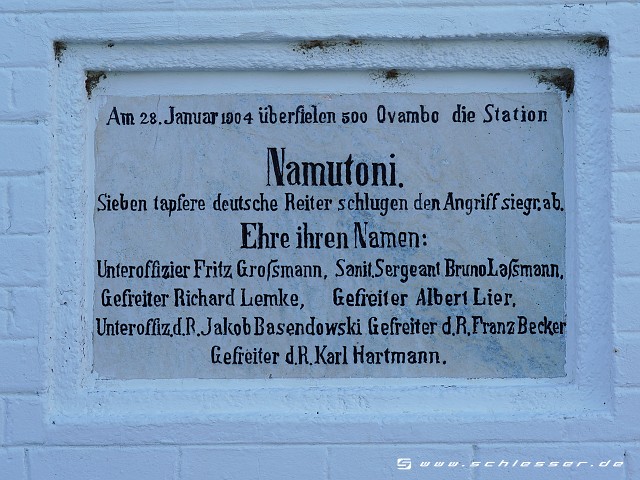 Am 28. Januar 1904 überfielen 500 Ovambo die Station
Namutoni.
Sieben tapfere deutsche Reiter schlugen den Angriff siegr. ab.
Ehre ihren Namen:
Unteroffizier Fritz Groſsmann, Sanit. Sergeant Bruno Laſsmann,
Gefreiter Richard Lemke, Gefreiter Albert Lier,
Unteroffiz. d. R. Jakob Basendowski Gefreiter d. R. Franz Becker
Gefreiter d. R. Karl Hartmann.
www.schlesser.de